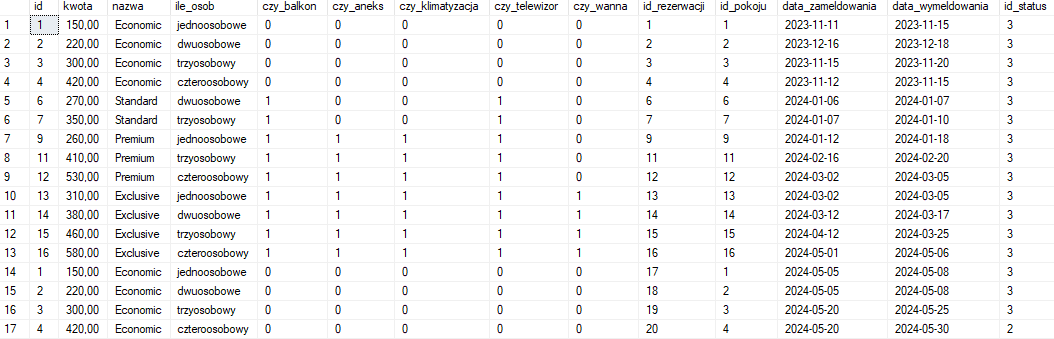 id kwota nazwa ile_osob czy_balkon czy_aneks czy_klimatyzacja czy_telewizor czy_wanna id_rezerwacji id_pokoju data_zameldowania data_wymeldowania id_status
1 1 150,00 Economic jednoosobowe 0 0 0 0 0 1 1 2023-11-11 2023-11-15 3
2 2 220,00 Economic dwuosobowe 0 0 0 0 0 2 2 2023-12-16 2023-12-18 3
3 3 300,00 Economic trzyosobowy 0 0 0 0 0 3 3 2023-11-15 2023-11-20 3
4 4 420,00 Economic czteroosobowy 0 0 0 0 0 4 4 2023-11-12 2023-11-15 3
5 6 270,00 Standard dwuosobowe 1 0 0 1 0 6 6 2024-01-06 2024-01-07 3
6 7 350,00 Standard trzyosobowy 1 0 0 1 0 7 7 2024-01-07 2024-01-10 3
7 9 260,00 Premium jednoosobowe 1 1 1 1 0 9 9 2024-01-12 2024-01-18 3
8 11 410,00 Premium trzyosobowy 1 1 1 1 0 11 11 2024-02-16 2024-02-20 3
9 12 530,00 Premium czteroosobowy 1 1 1 1 0 12 12 2024-03-02 2024-03-05 3
10 13 310,00 Exclusive jednoosobowe 1 1 1 1 1 13 13 2024-03-02 2024-03-05 3
11 14 380,00 Exclusive dwuosobowe 1 1 1 1 1 14 14 2024-03-12 2024-03-17 3
12 15 460,00 Exclusive trzyosobowy 1 1 1 1 1 15 15 2024-04-12 2024-03-25 3
13 16 580,00 Exclusive czteroosobowy 1 1 1 1 1 16 16 2024-05-01 2024-05-06 3
14 1 150,00 Economic jednoosobowe 0 0 0 0 0 17 1 2024-05-05 2024-05-08 3
15 2 220,00 Economic dwuosobowe 0 0 0 0 0 18 2 2024-05-05 2024-05-08 3
16 3 300,00 Economic trzyosobowy 0 0 0 0 0 19 3 2024-05-20 2024-05-25 3
17 4 420,00 Economic czteroosobowy 0 0 0 0 0 20 4 2024-05-20 2024-05-30 2